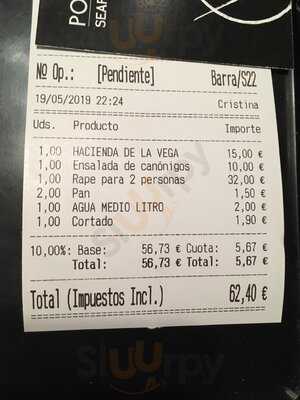 PO
SEAF
Nº Op.: [Pendiente] Barra/S22
19/05/2019 22:24 Cristina
Uds. Producto Importe
1,00 HACIENDA DE LA VEGA 15,00 €
1,00 Ensalada de canónigos 10,00 €
1,00 Rape para 2 personas 32,00 €
2,00 Pan 1,50 €
1,00 AGUA MEDIO LITRO 2,00 €
1,00 Cortado 1,90 €
10,00%: Base: 56,73 € Cuota: 5,67 €
Total: 56,73 € Total: 5,67 €
Total (Impuestos Incl.) 62,40 €
sluurpy